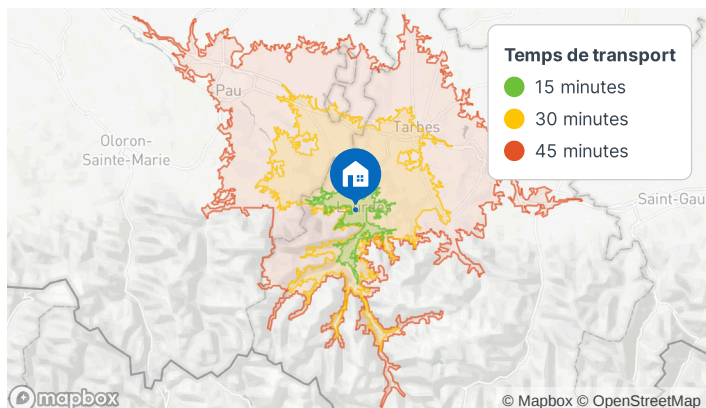 Temps de transport
15 minutes
30 minutes
45 minutes
Pau
Tarbes
Oloron-
Sainte-Marie
Lourdes
Saint-Gau
mapbox
© Mapbox © OpenStreetMap